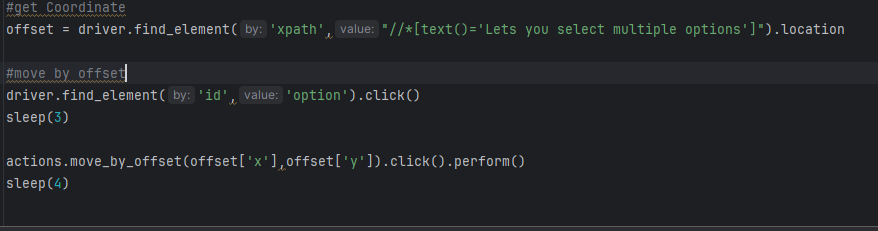 #get Coordinate
offset = driver.find_element( by: 'xpath', value: "//*[text()='Lets you select multiple options']").location
#move by offset
driver.find_element( by: 'id', value: 'option').click()
sleep(3)
actions.move_by_offset(offset['x'],offset['y']).click().perform()
sleep(4)